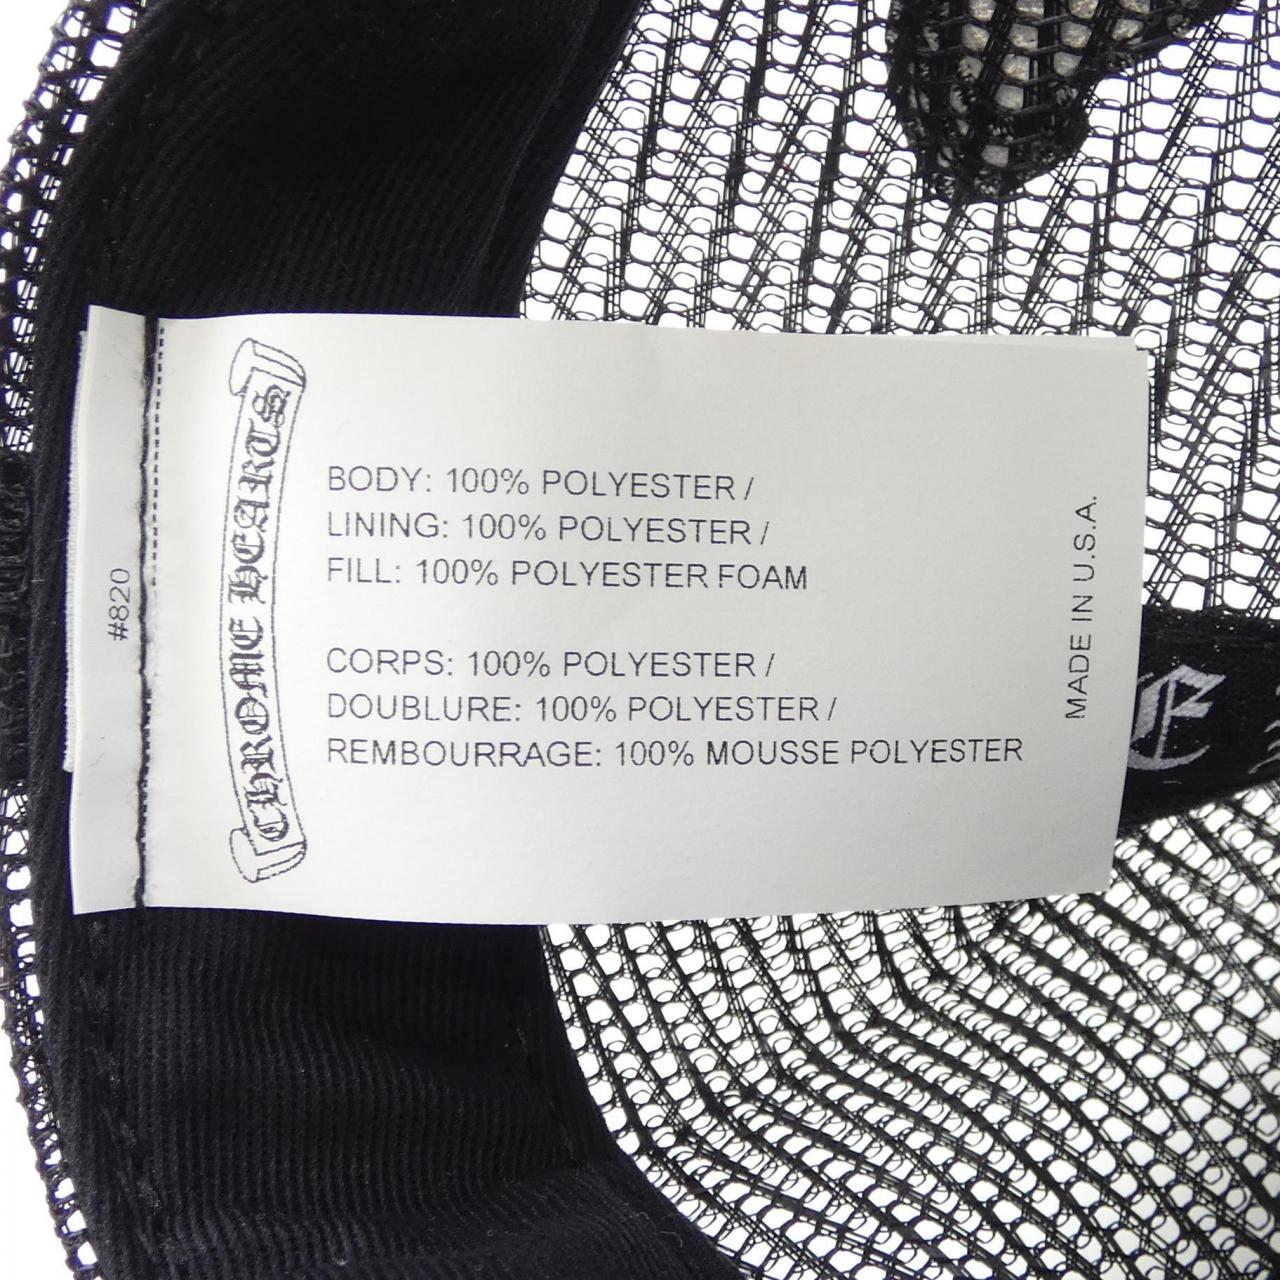 #820
CHROME HEARTS
BODY: 100% POLYESTER /
LINING: 100% POLYESTER /
FILL: 100% POLYESTER FOAM
CORPS: 100% POLYESTER /
DOUBLURE: 100% POLYESTER /
REMBOURRAGE: 100% MOUSSE POLYESTER
MADE IN U.S.A.